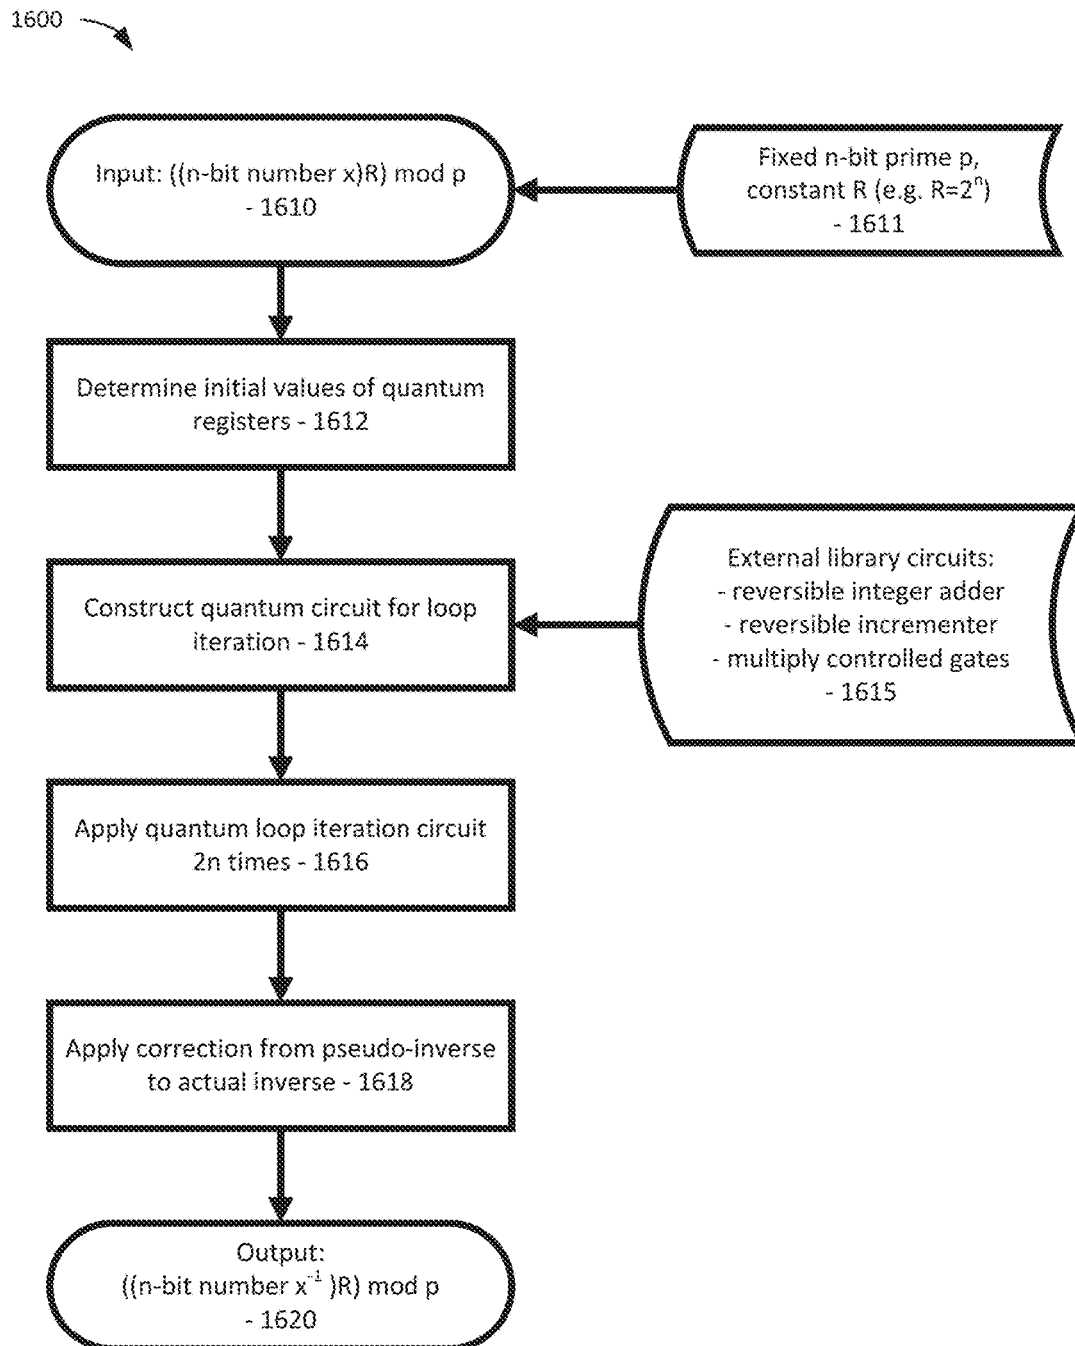 1600
Input: ((n-bit number x)R) mod p
- 1610
Fixed n-bit prime p,
constant R (e.g. R=2ⁿ)
- 1611
Determine initial values of quantum
registers - 1612
Construct quantum circuit for loop
iteration - 1614
External library circuits:
- reversible integer adder
- reversible incrementer
- multiply controlled gates
- 1615
Apply quantum loop iteration circuit
2n times - 1616
Apply correction from pseudo-inverse
to actual inverse - 1618
Output:
((n-bit number x⁻¹ )R) mod p
- 1620